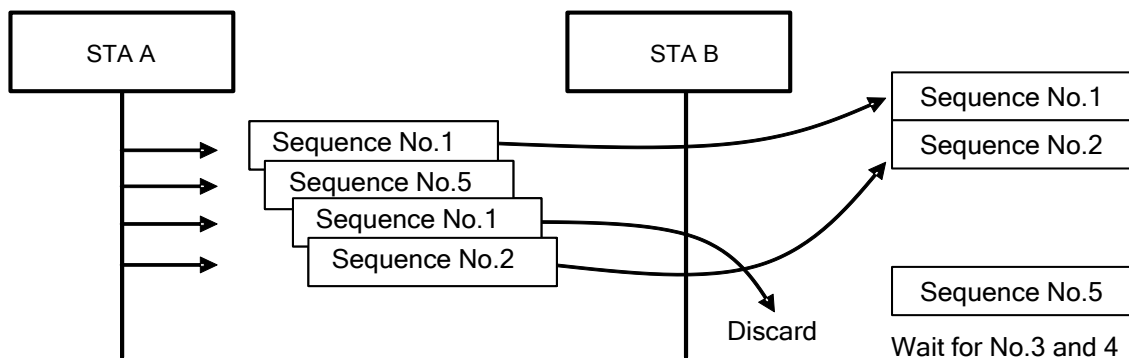 STA A
STA B
Sequence No.1
Sequence No.5
Sequence No.1
Sequence No.2
Discard
Sequence No.1
Sequence No.2
Sequence No.5
Wait for No.3 and 4